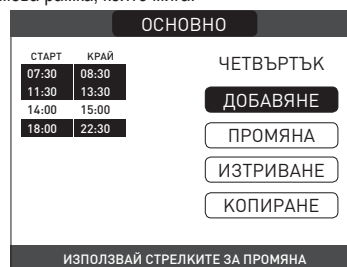 ОСНОВНО
СТАРТ КРАЙ
07:30 08:30
11:30 13:30
14:00 15:00
18:00 22:30
ЧЕТВЪРТЪК
ДОБАВЯНЕ
ПРОМЯНА
ИЗТРИВАНЕ
КОПИРАНЕ
ИЗПОЛЗВАЙ СТРЕЛКИТЕ ЗА ПРОМЯНА